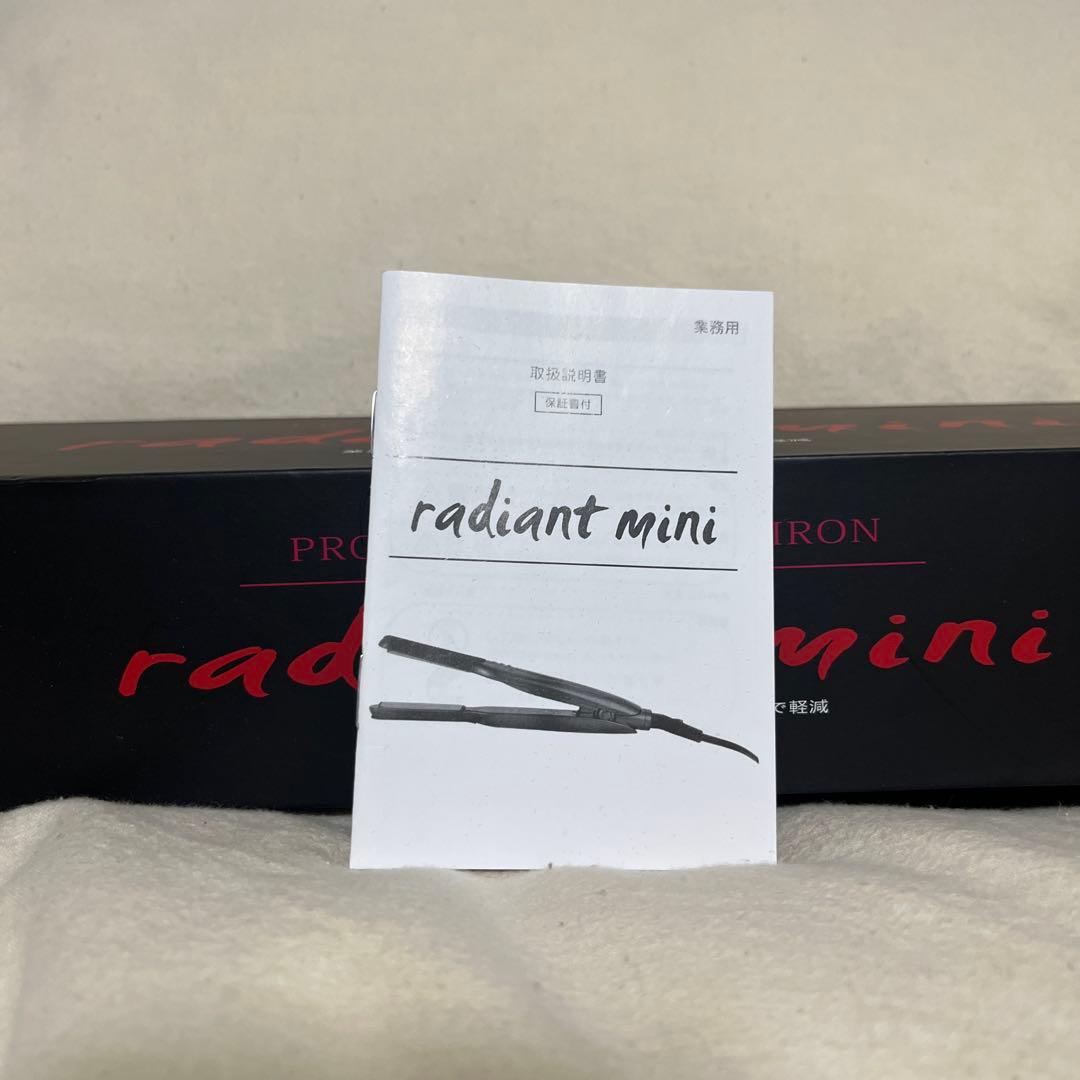 業務用
取扱説明書
保証書付
radiant mini
PRO IRON
rad mini
で軽減